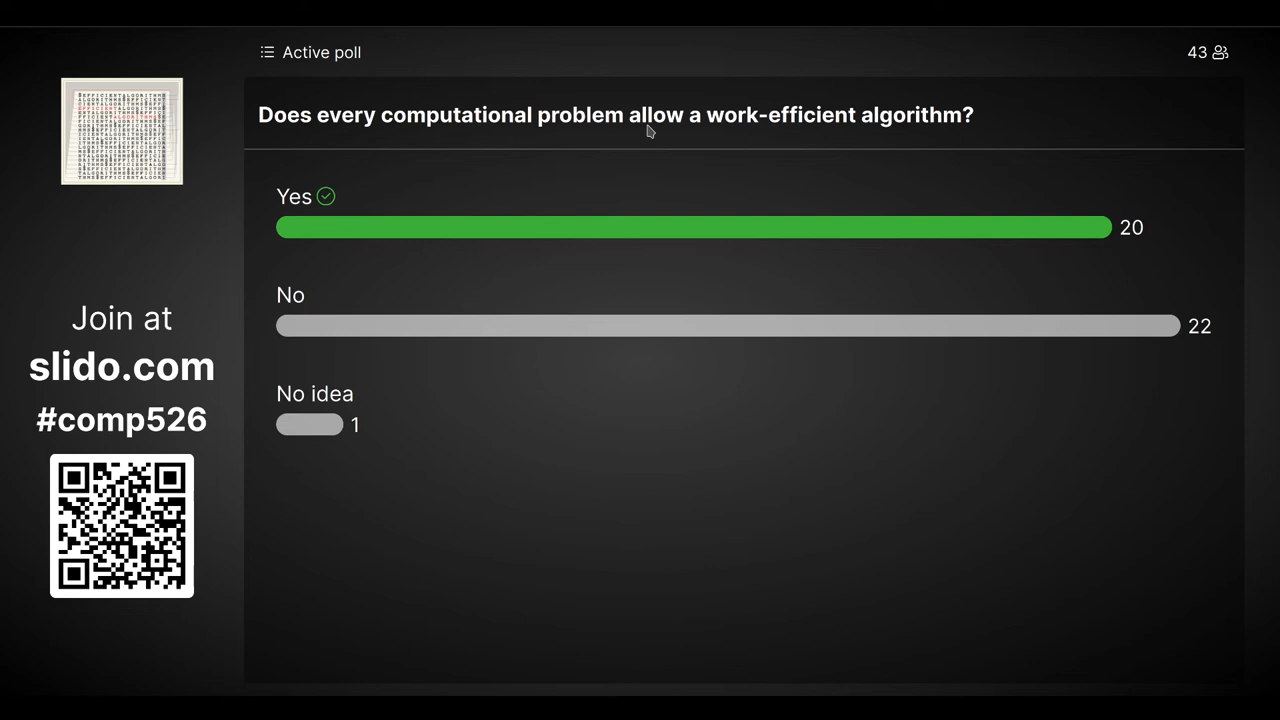 Active poll
43
Does every computational problem allow a work-efficient algorithm?
Yes
20
No
22
No idea
1
Join at
slido.com
#comp526